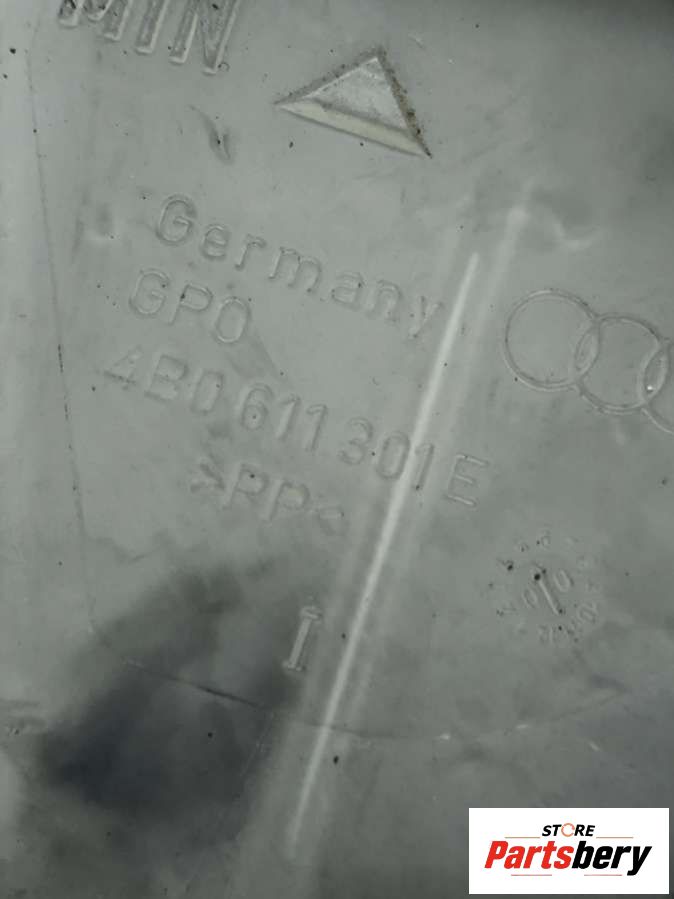 MIN
Germany
GPO
4B0 611 301 E
>PP<
I
STORE
Partsbery